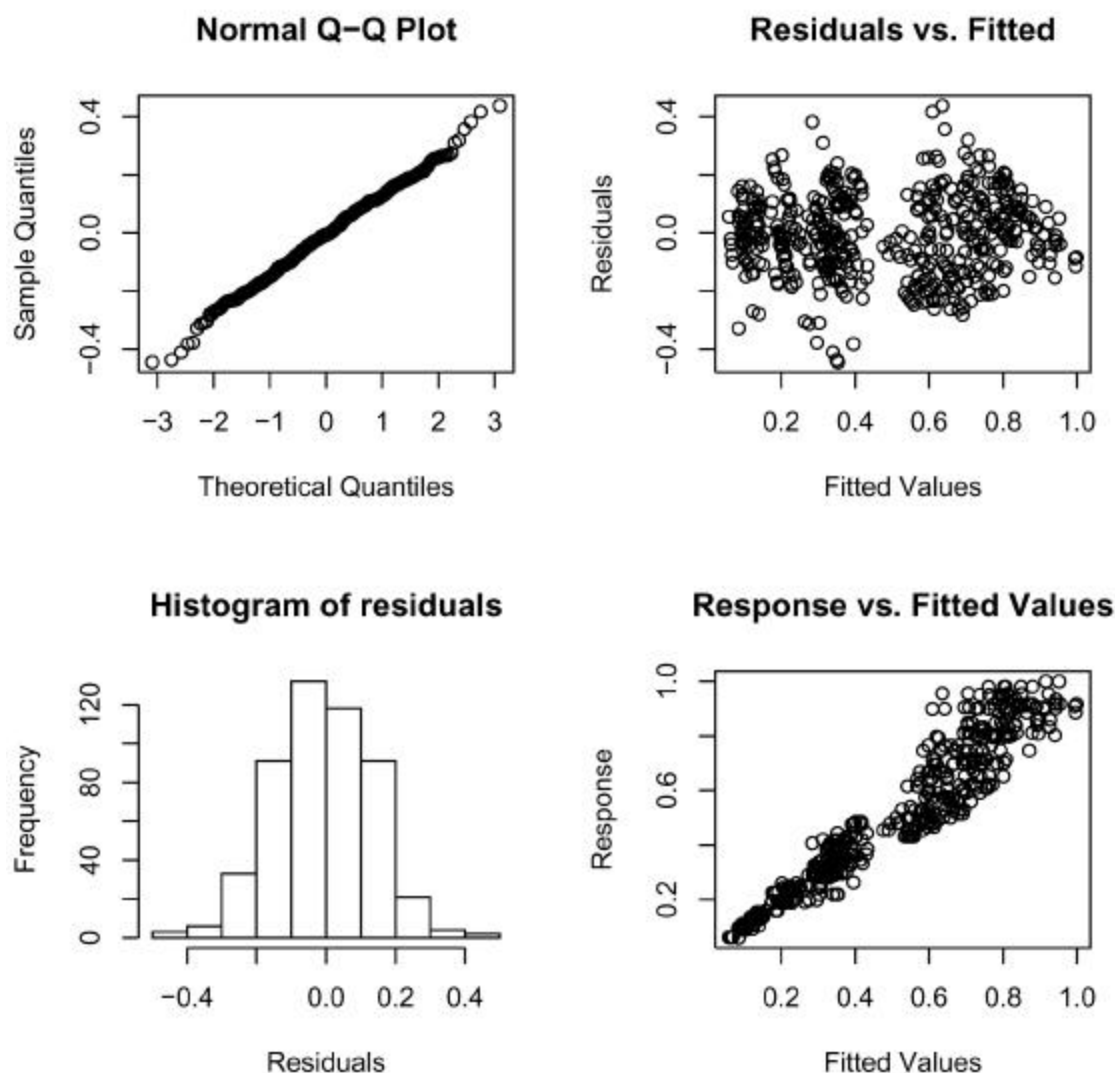 Normal Q−Q Plot
Sample Quantiles
0.4
0.0
−0.4
−3 −2 −1 0 1 2 3
Theoretical Quantiles
Residuals vs. Fitted
Residuals
0.4
0.0
−0.4
0.2 0.4 0.6 0.8 1.0
Fitted Values
Histogram of residuals
Frequency
120
80
40
0
−0.4 0.0 0.2 0.4
Residuals
Response vs. Fitted Values
Response
1.0
0.6
0.2
0.2 0.4 0.6 0.8 1.0
Fitted Values